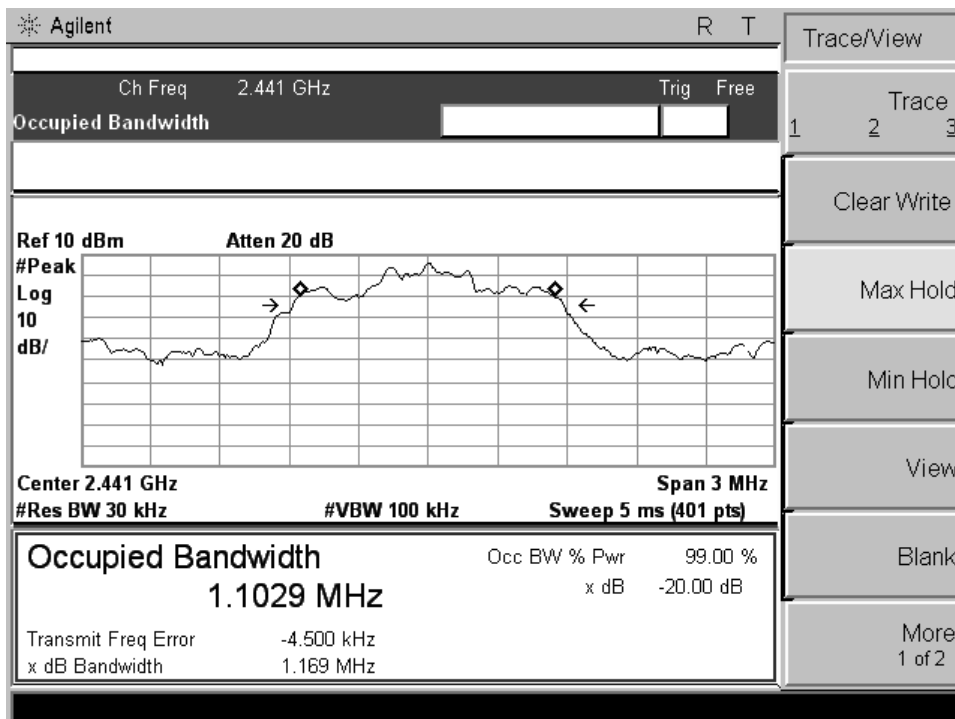 Agilent R T
Ch Freq 2.441 GHz Trig Free
Occupied Bandwidth
Ref 10 dBm Atten 20 dB
#Peak
Log
10
dB/
Center 2.441 GHz Span 3 MHz
#Res BW 30 kHz #VBW 100 kHz Sweep 5 ms (401 pts)
Occupied Bandwidth Occ BW % Pwr 99.00 %
1.1029 MHz x dB -20.00 dB
Transmit Freq Error -4.500 kHz
x dB Bandwidth 1.169 MHz
Trace/View
Trace
1 2 3
Clear Write
Max Hold
Min Hold
View
Blank
More
1 of 2